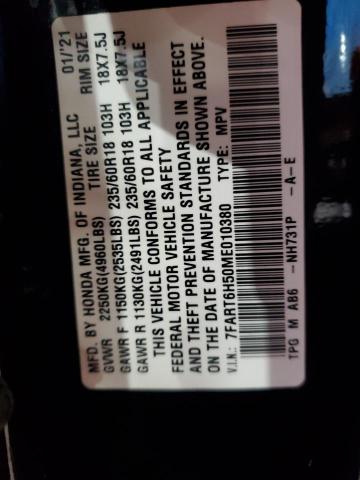 MFD. BY HONDA MFG. OF INDIANA, LLC 01/'21
TIRE SIZE RIM SIZE
GVWR 2250KG(4960LBS)
GAWR F 1150KG(2535LBS) 235/60R18 103H 18X7.5J
GAWR R 1130KG(2491LBS) 235/60R18 103H 18X7.5J
THIS VEHICLE CONFORMS TO ALL APPLICABLE
FEDERAL MOTOR VEHICLE SAFETY
AND THEFT PREVENTION STANDARDS IN EFFECT
ON THE DATE OF MANUFACTURE SHOWN ABOVE.
V.I.N.: 7FART6H50ME010380 TYPE: MPV
TPG M AB6 -NH731P -A-E